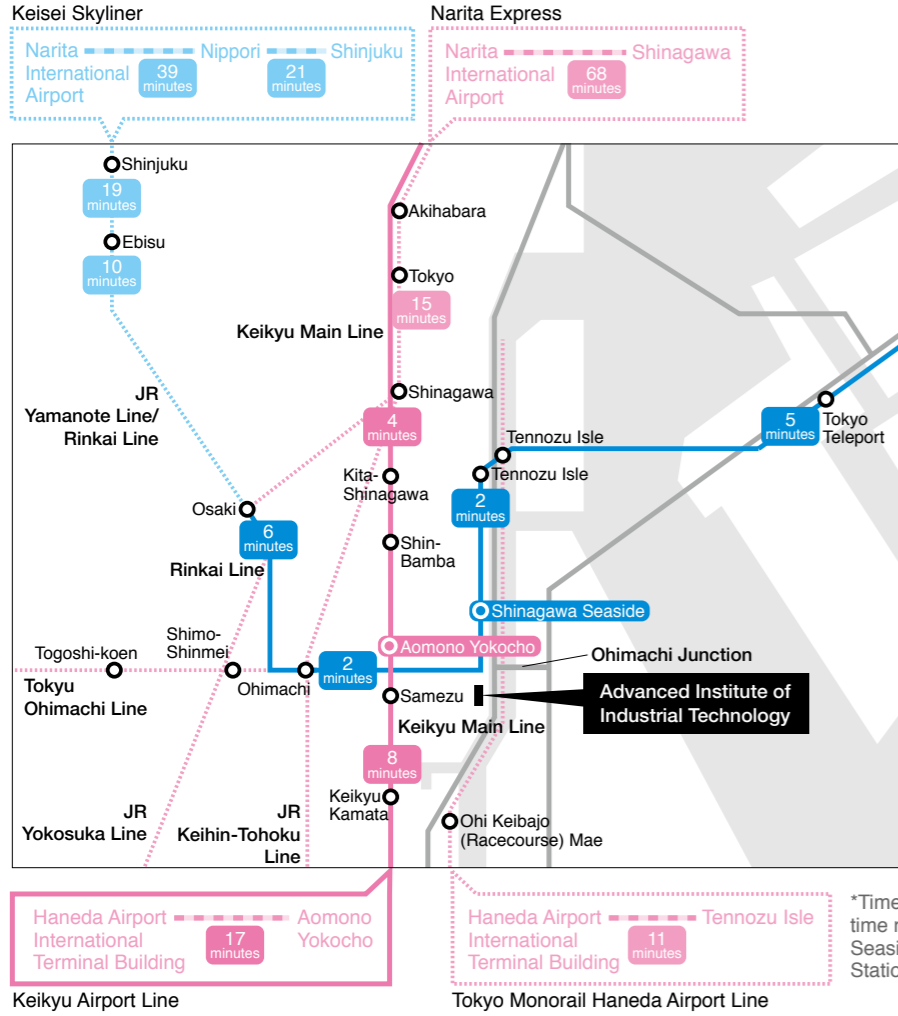 Keisei Skyliner
Narita Nippori Shinjuku
International
Airport
39
minutes
21
minutes
Narita Express
Narita Shinagawa
International
Airport
68
minutes
Shinjuku
19
minutes
Ebisu
10
minutes
Akihabara
Tokyo
15
minutes
Keikyu Main Line
JR
Yamanote Line/
Rinkai Line
Shinagawa
4
minutes
5
minutes
Tokyo
Teleport
Tennozu Isle
Tennozu Isle
Kita-
Shinagawa
2
minutes
Osaki
6
minutes
Rinkai Line
Shin-
Bamba
Shinagawa Seaside
Shimo-
Shinmei
Togoshi-koen
Aomono Yokocho
Ohimachi Junction
Tokyu
Ohimachi Line
Ohimachi
2
minutes
Samezu
Keikyu Main Line
Advanced Institute of
Industrial Technology
8
minutes
Keikyu
Kamata
JR
Yokosuka Line
JR
Keihin-Tohoku
Line
Ohi Keibajo
(Racecourse) Mae
Haneda Airport Aomono
International Yokocho
Terminal Building
17
minutes
Keikyu Airport Line
Haneda Airport Tennozu Isle
International
Terminal Building
11
minutes
Tokyo Monorail Haneda Airport Line
*Time
time